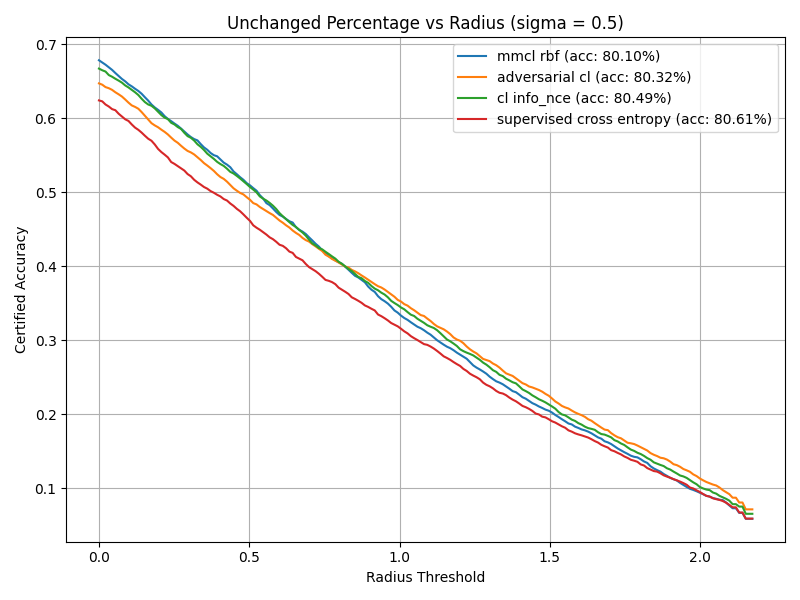 Unchanged Percentage vs Radius (sigma = 0.5)
mmcl rbf (acc: 80.10%)
adversarial cl (acc: 80.32%)
cl info_nce (acc: 80.49%)
supervised cross entropy (acc: 80.61%)
Certified Accuracy
0.7
0.6
0.5
0.4
0.3
0.2
0.1
0.0
0.5
1.0
1.5
2.0
Radius Threshold